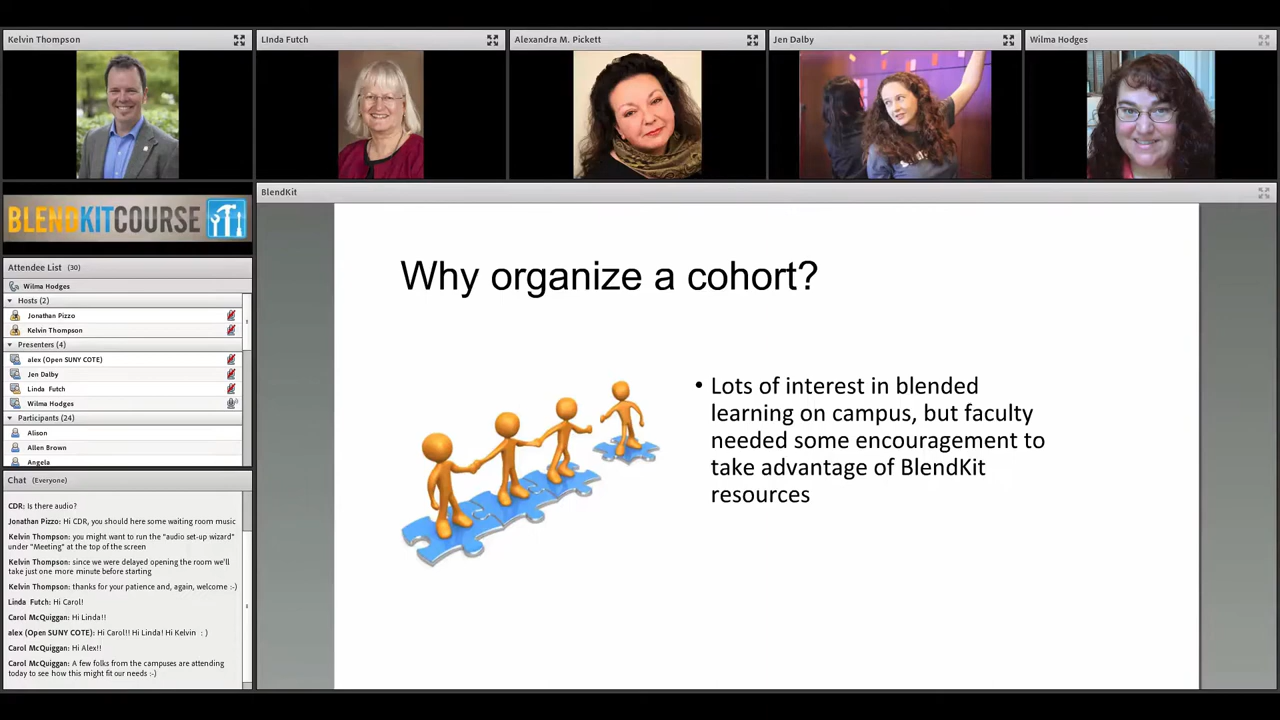 Kelvin Thompson
LInda Futch
Alexandra M. Pickett
Jen Dalby
Wilma Hodges
BLENDKITCOURSE
Attendee List (30)
Wilma Hodges
Hosts (2)
Jonathan Pizzo
Kelvin Thompson
Presenters (4)
alex (Open SUNY COTE)
Jen Dalby
Linda Futch
Wilma Hodges
Participants (24)
Alison
Allen Brown
Angela
Chat (Everyone)
CDR: Is there audio?
Jonathan Pizzo: Hi CDR, you should here some waiting room music
Kelvin Thompson: you might want to run the "audio set-up wizard"
under "Meeting" at the top of the screen
Kelvin Thompson: since we were delayed opening the room we'll
take just one more minute before starting
Kelvin Thompson: thanks for your patience and, again, welcome :-)
Linda Futch: Hi Carol!
Carol McQuiggan: Hi Linda!!
alex (Open SUNY COTE): Hi Carol!! Hi Linda! Hi Kelvin : )
Carol McQuiggan: Hi Alex!!
Carol McQuiggan: A few folks from the campuses are attending
today to see how this might fit our needs :-)
BlendKit
Why organize a cohort?
• Lots of interest in blended
learning on campus, but faculty
needed some encouragement to
take advantage of BlendKit
resources